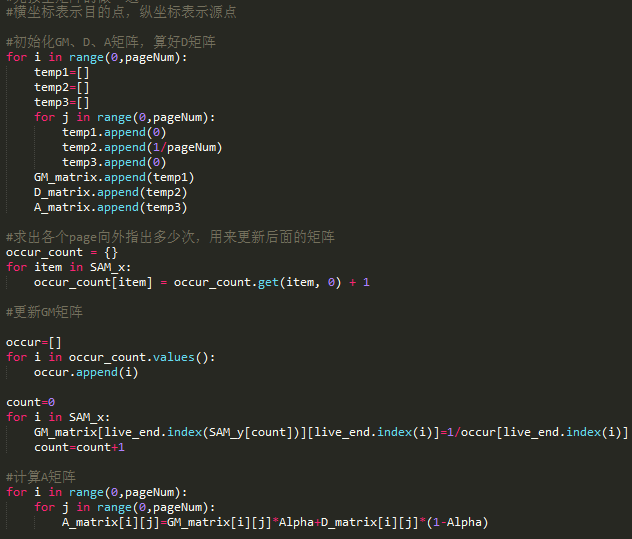 #横坐标表示目的点，纵坐标表示源点
#初始化GM、D、A矩阵，算好D矩阵
for i in range(0,pageNum):
    temp1=[]
    temp2=[]
    temp3=[]
    for j in range(0,pageNum):
        temp1.append(0)
        temp2.append(1/pageNum)
        temp3.append(0)
    GM_matrix.append(temp1)
    D_matrix.append(temp2)
    A_matrix.append(temp3)
#求出各个page向外指出多少次，用来更新后面的矩阵
occur_count = {}
for item in SAM_x:
    occur_count[item] = occur_count.get(item, 0) + 1
#更新GM矩阵
occur=[]
for i in occur_count.values():
    occur.append(i)
count=0
for i in SAM_x:
    GM_matrix[live_end.index(SAM_y[count])][live_end.index(i)]=1/occur[live_end.index(i)]
    count=count+1
#计算A矩阵
for i in range(0,pageNum):
    for j in range(0,pageNum):
        A_matrix[i][j]=GM_matrix[i][j]*Alpha+D_matrix[i][j]*(1-Alpha)